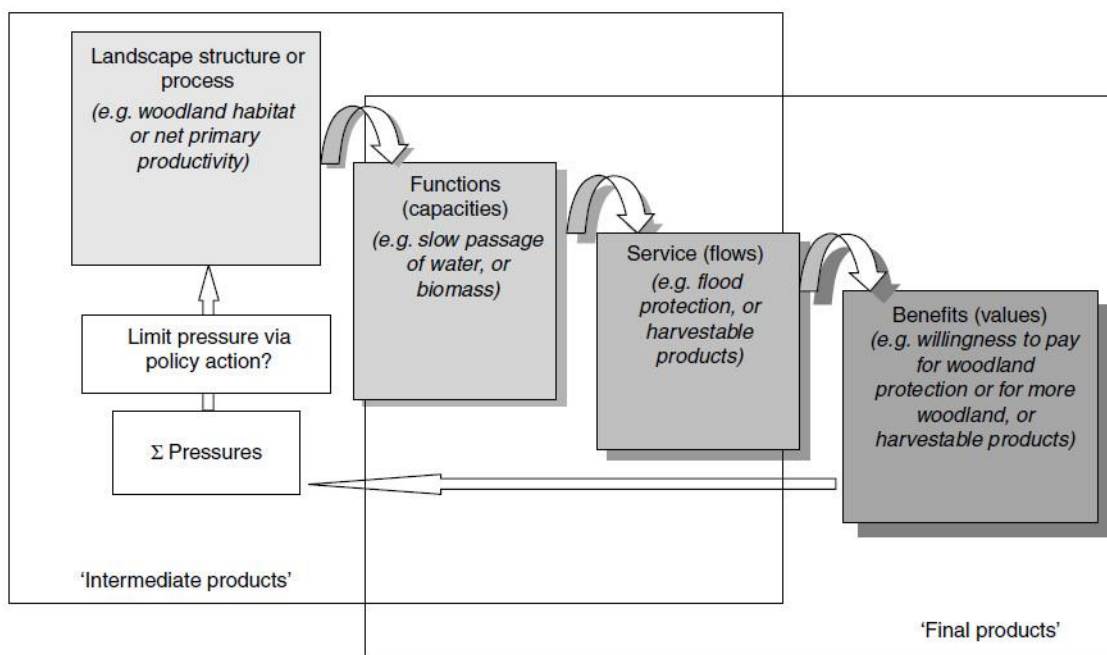 Landscape structure or
process
(e.g. woodland habitat
or net primary
productivity)
Functions
(capacities)
(e.g. slow passage
of water, or
biomass)
Service (flows)
(e.g. flood
protection, or
harvestable
products)
Benefits (values)
(e.g. willingness to pay
for woodland
protection or for more
woodland, or
harvestable products)
Limit pressure via
policy action?
Σ Pressures
‘Intermediate products’
‘Final products’